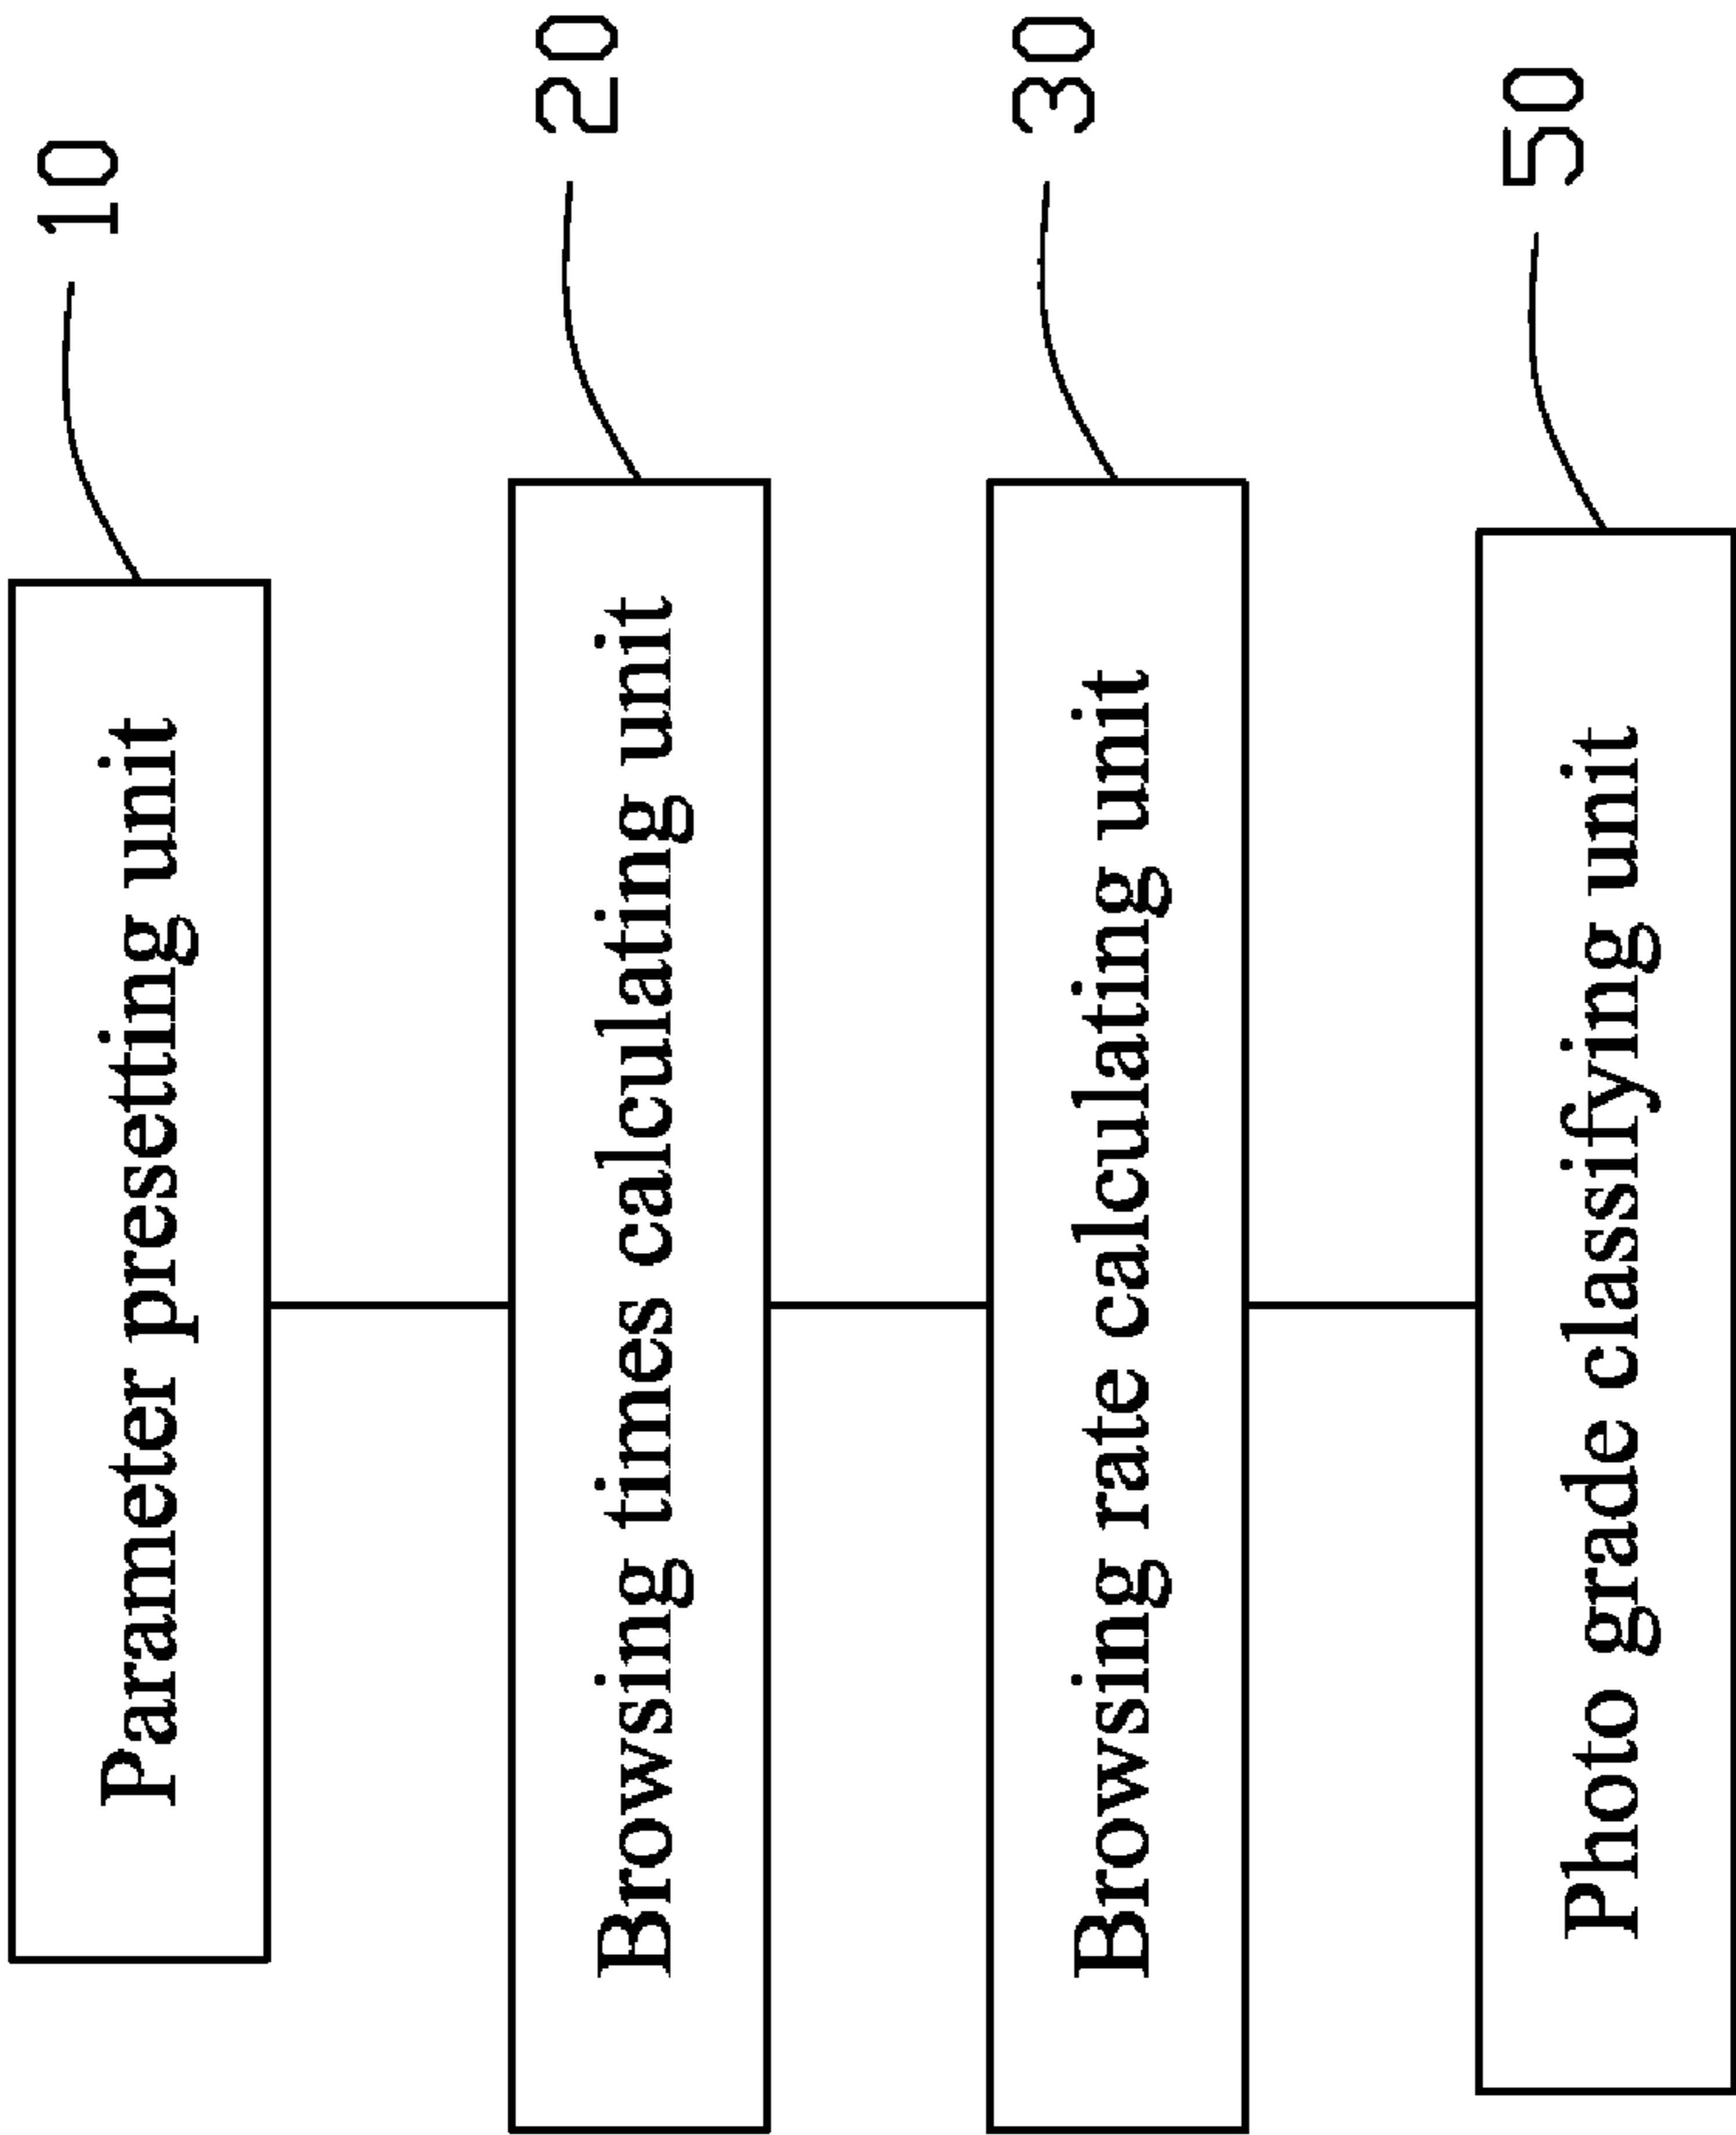 10
Parameter presetting unit
20
Browsing times calculating unit
30
Browsing rate calculating unit
50
Photo grade classifying unit